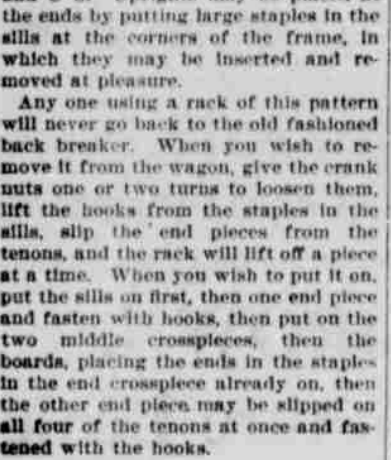 the ends by putting large staples in the
sills at the corners of the frame, in
which they may be inserted and re-
moved at pleasure.
Any one using a rack of this pattern
will never go back to the old fashioned
back breaker. When you wish to re-
move it from the wagon, give the crank
nuts one or two turns to loosen them,
lift the hooks from the staples in the
sills, slip the end pieces from the
tenons, and the rack will lift off a piece
at a time. When you wish to put it on,
put the sills on first, then one end piece
and fasten with hooks, then put on the
two middle crosspieces, then the
boards, placing the ends in the staples
in the end crosspiece already on, then
the other end piece may be slipped on
all four of the tenons at once and fas-
tened with the hooks.